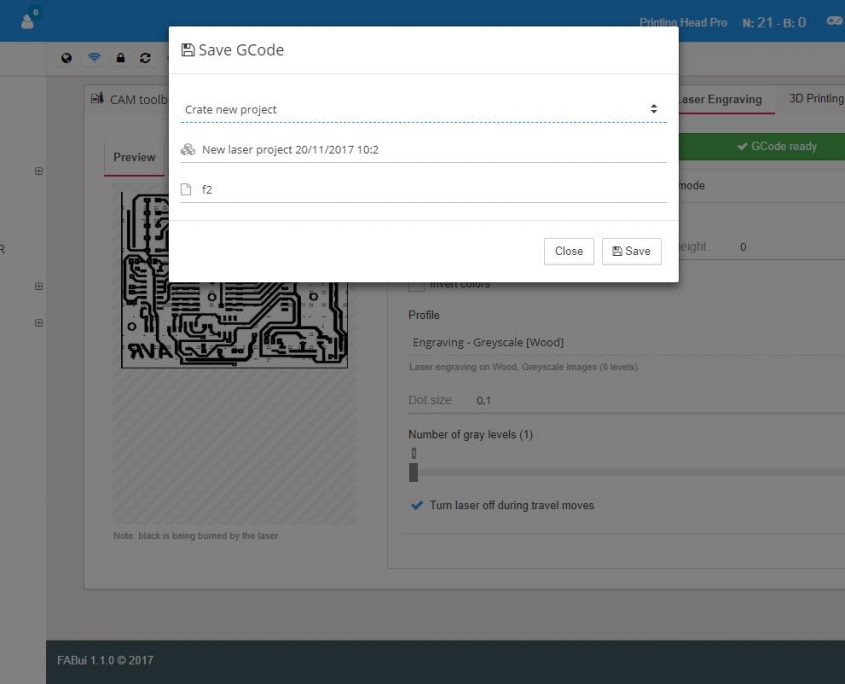 0
Printing Head Pro N: 21 - B: 0
Save GCode
CAM toolb
Laser Engraving
3D Printing
Crate new project
New laser project 20/11/2017 10:2
f2
Close
Save
Preview
GCode ready
mode
eight 0
R
Invert colors
Profile
Engraving - Greyscale [Wood]
Laser engraving on Wood, Greyscale images (6 levels).
Dot size 0,1
Number of gray levels (1)
Turn laser off during travel moves
Note: black is being burned by the laser
FABui 1.1.0 © 2017